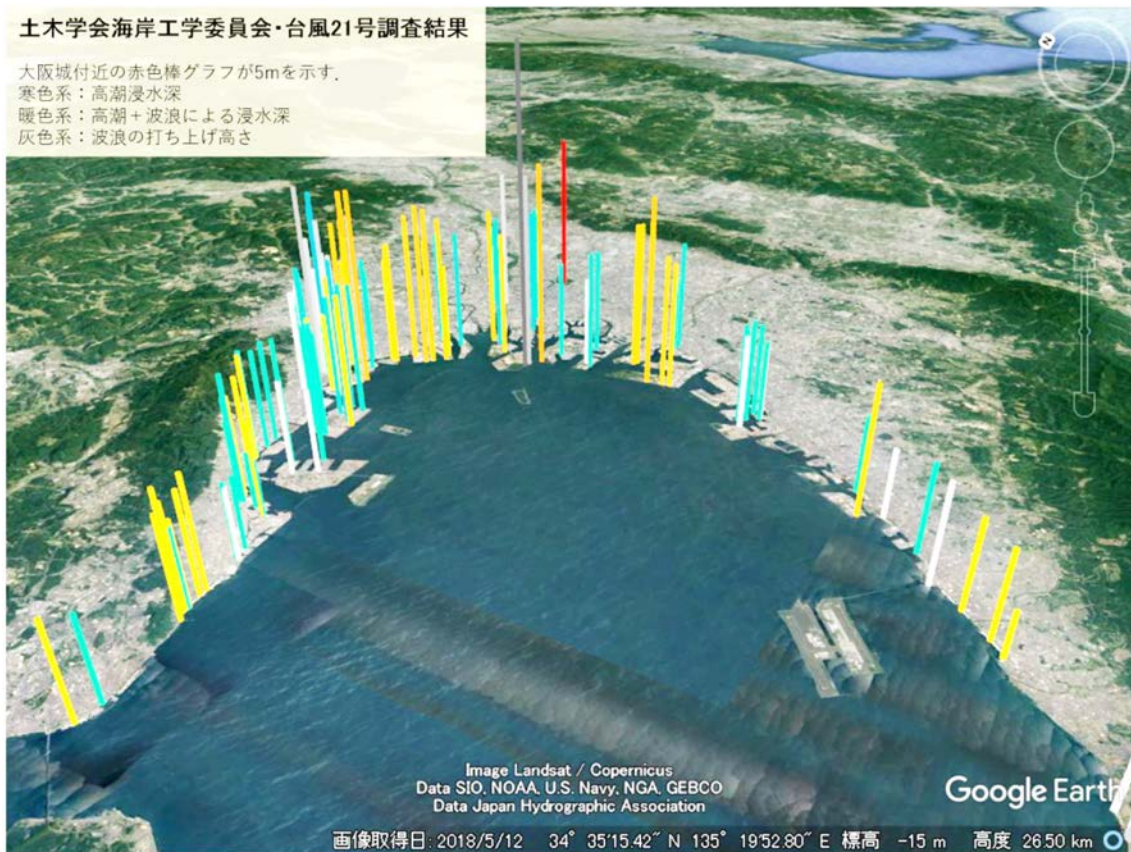 土木学会海岸工学委員会・台風21号調査結果
大阪城付近の赤色棒グラフが5mを示す.
寒色系：高潮浸水深
暖色系：高潮＋波浪による浸水深
灰色系：波浪の打ち上げ高さ
N
Image Landsat / Copernicus
Data SIO, NOAA, U.S. Navy, NGA, GEBCO
Data Japan Hydrographic Association
Google Earth
画像取得日: 2018/5/12 34° 35'15.42" N 135° 19'52.80" E 標高 -15 m 高度 26.50 km